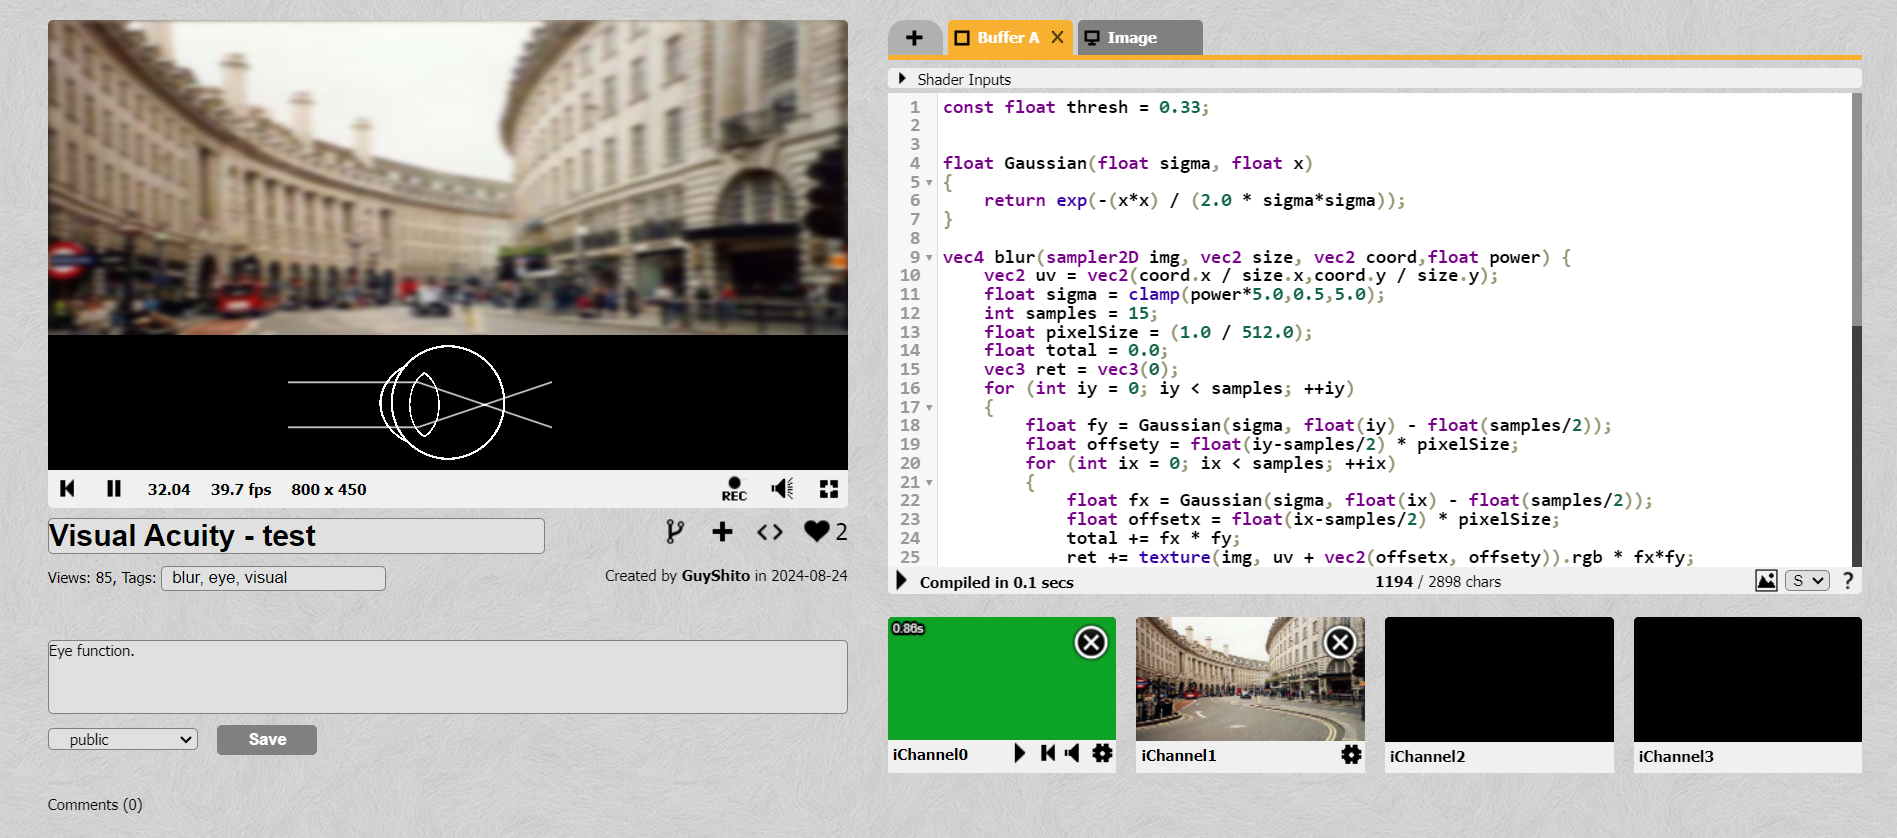 32.04 39.7 fps 800 x 450 REC
Visual Acuity - test
2
Views: 85, Tags: blur, eye, visual
Created by GuyShito in 2024-08-24
Eye function.
public
Save
Comments (0)
+ Buffer A X Image
Shader Inputs
1 const float thresh = 0.33;
2
3
4 float Gaussian(float sigma, float x)
5 {
6 return exp(-(x*x) / (2.0 * sigma*sigma));
7 }
8
9 vec4 blur(sampler2D img, vec2 size, vec2 coord,float power) {
10 vec2 uv = vec2(coord.x / size.x,coord.y / size.y);
11 float sigma = clamp(power*5.0,0.5,5.0);
12 int samples = 15;
13 float pixelSize = (1.0 / 512.0);
14 float total = 0.0;
15 vec3 ret = vec3(0);
16 for (int iy = 0; iy < samples; ++iy)
17 {
18 float fy = Gaussian(sigma, float(iy) - float(samples/2));
19 float offsety = float(iy-samples/2) * pixelSize;
20 for (int ix = 0; ix < samples; ++ix)
21 {
22 float fx = Gaussian(sigma, float(ix) - float(samples/2));
23 float offsetx = float(ix-samples/2) * pixelSize;
24 total += fx * fy;
25 ret += texture(img, uv + vec2(offsetx, offsety)).rgb * fx*fy;
Compiled in 0.1 secs 1194 / 2898 chars S ?
0.86s
iChannel0
iChannel1
iChannel2
iChannel3